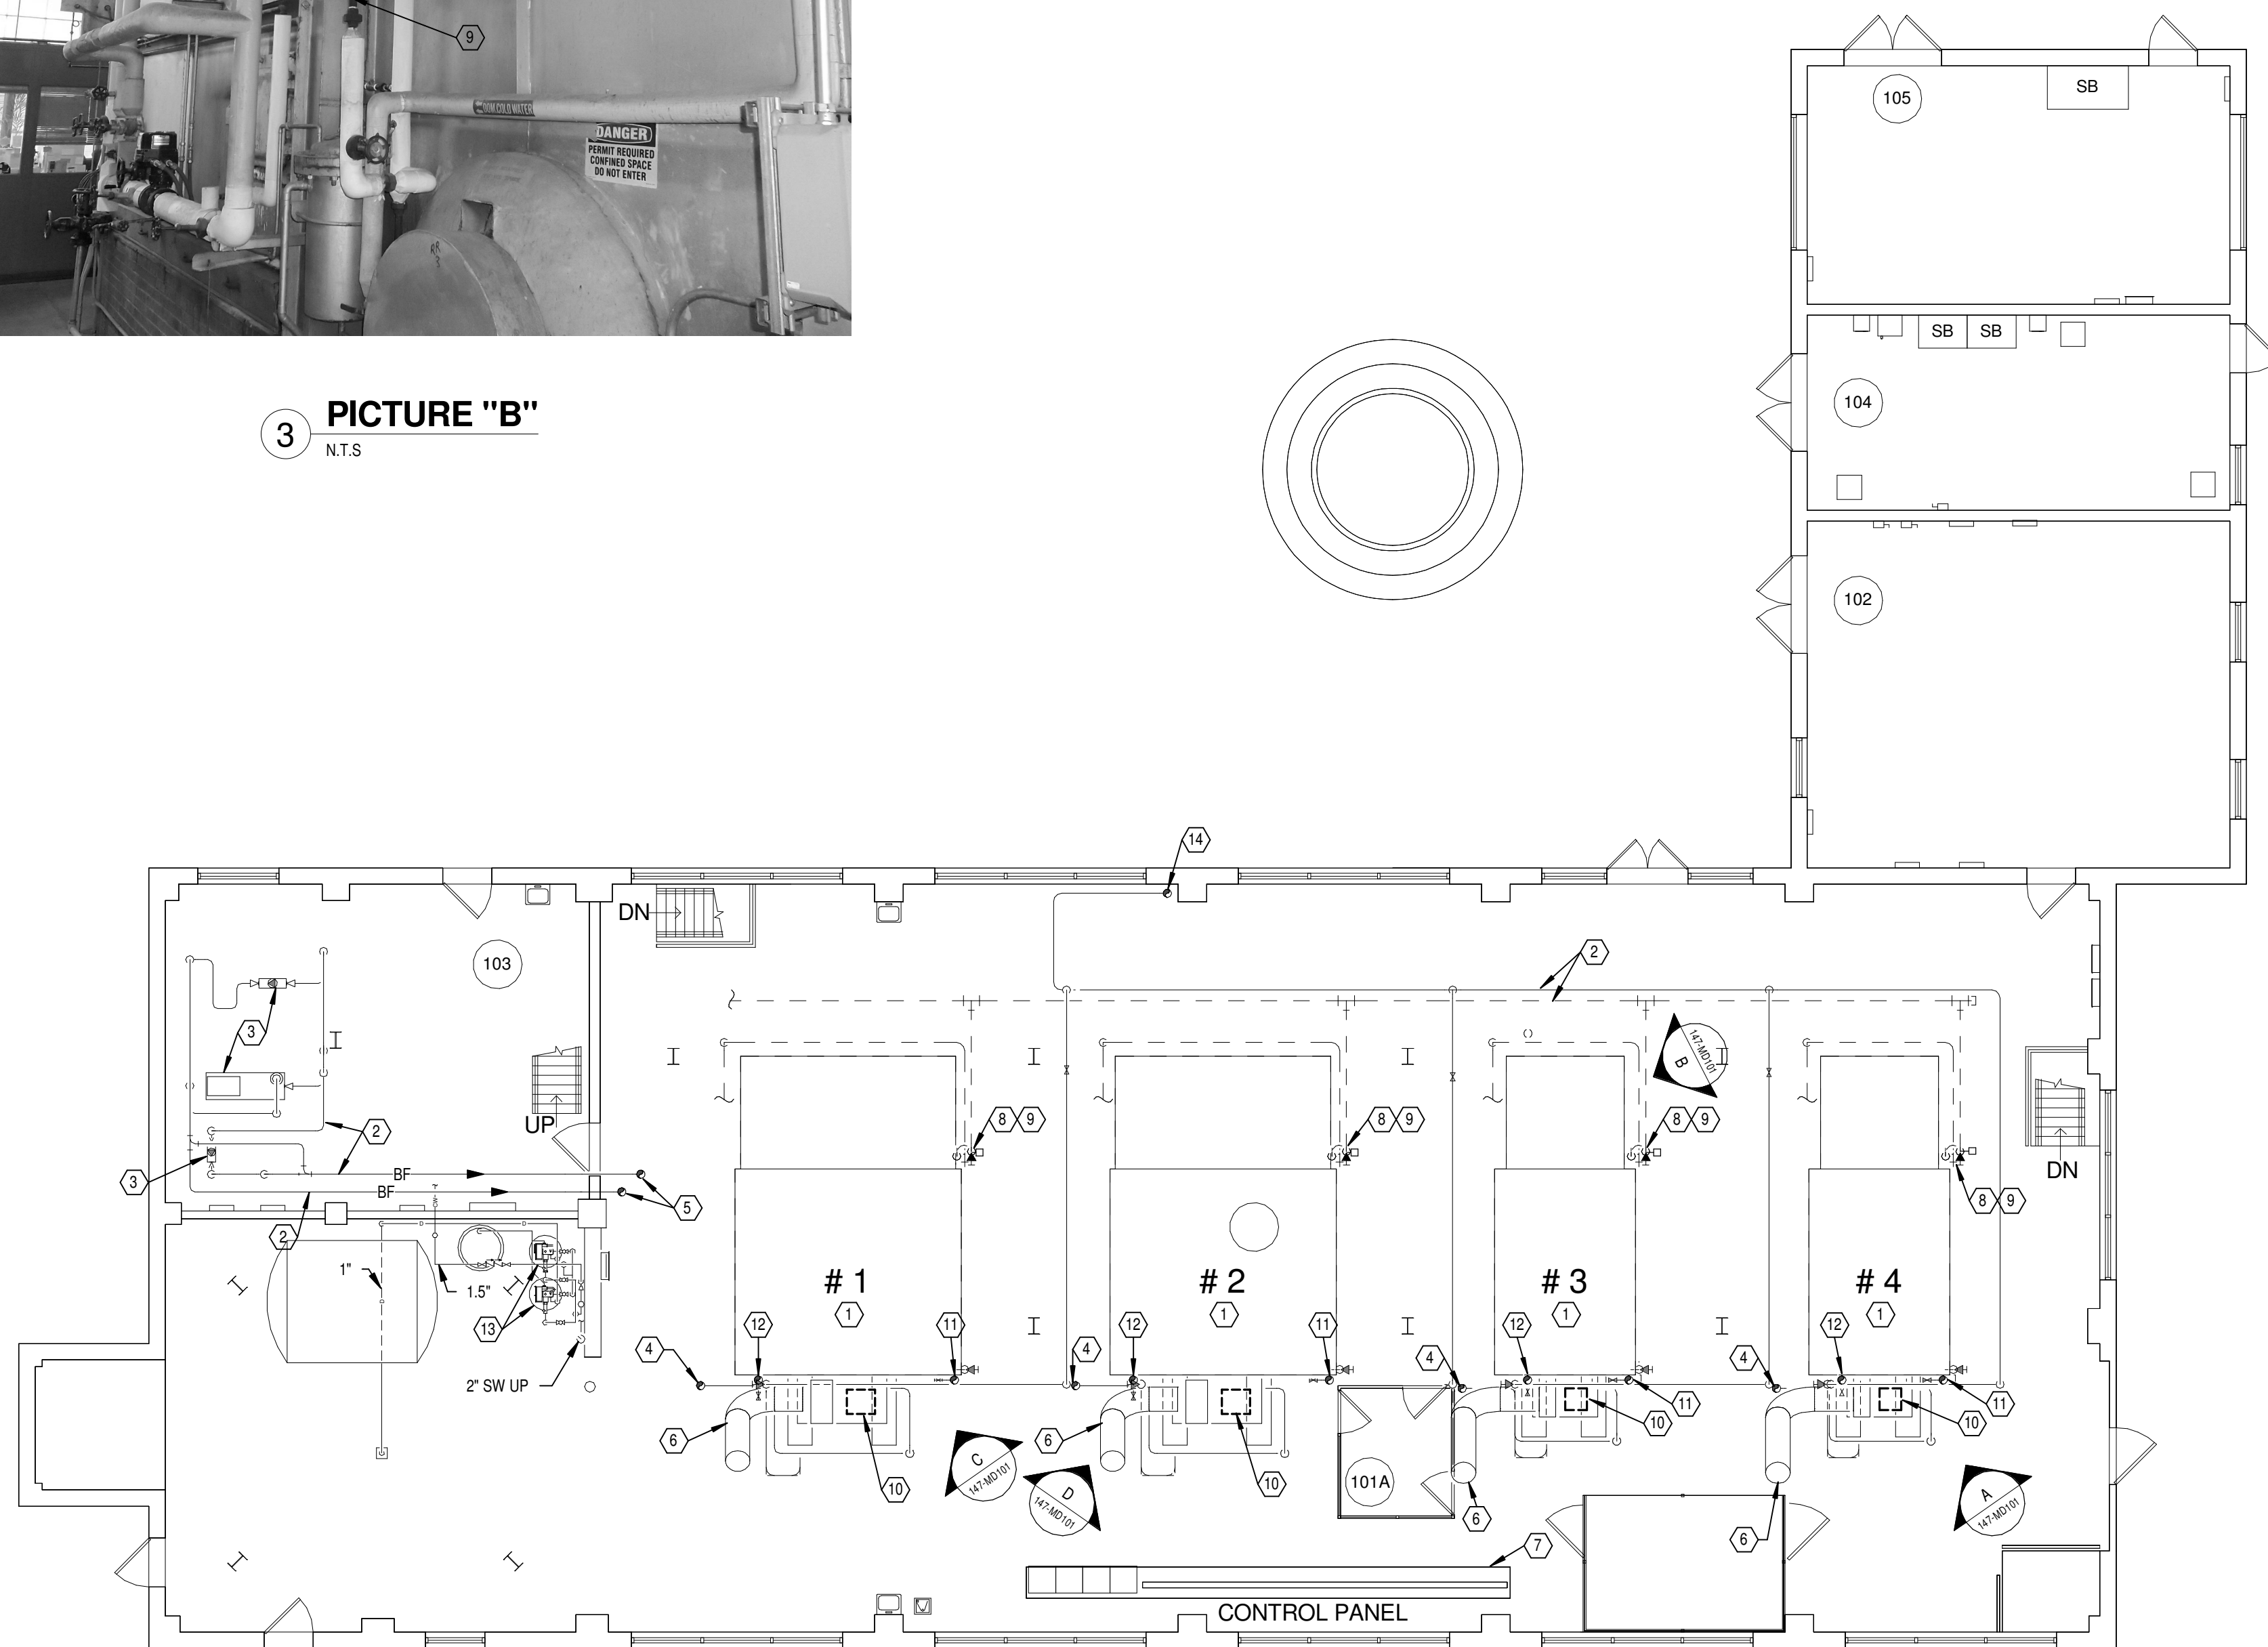 9
DOM.COLD WATER
DANGER
PERMIT REQUIRED
CONFINED SPACE
DO NOT ENTER
RR
3
3
PICTURE "B"
N.T.S
105
SB
SB
SB
104
102
14
DN
103
2
3
B
147-MD101
UP
2
8
9
8
9
8
9
DN
3
BF
BF
5
8
9
2
1"
1.5"
13
# 1
# 2
# 3
# 4
1
1
1
1
12
11
12
11
12
12
4
4
4
4
2" SW UP
11
11
6
6
10
10
C
147-MD101
D
147-MD101
10
10
101A
6
6
A
147-MD101
7
CONTROL PANEL